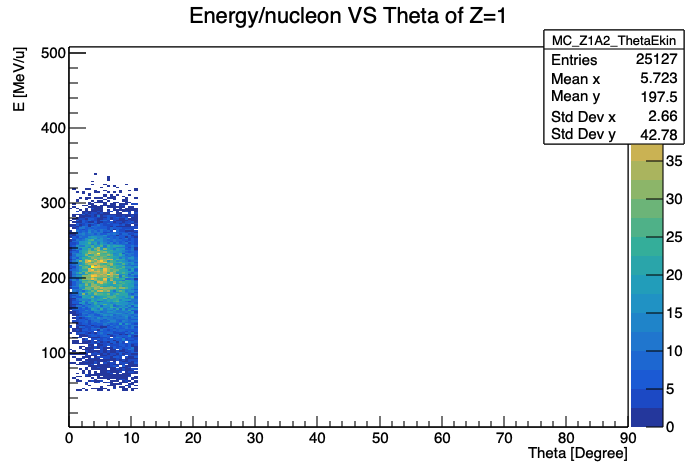 Energy/nucleon VS Theta of Z=1
MC_Z1A2_ThetaEkin
Entries 25127
Mean x 5.723
Mean y 197.5
Std Dev x 2.66
Std Dev y 42.78
E [MeV/u]
500
400
300
200
100
0 10 20 30 40 50 60 70 80 90
Theta [Degree]
35
30
25
20
15
10
5
0